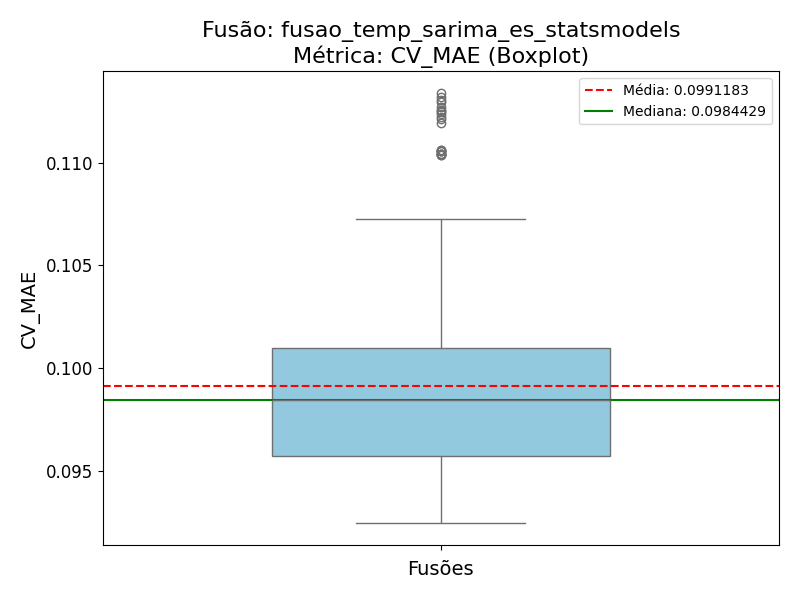 Fusão: fusao_temp_sarima_es_statsmodels
Métrica: CV_MAE (Boxplot)
Média: 0.0991183
Mediana: 0.0984429
0.110
0.105
0.100
0.095
CV_MAE
Fusões